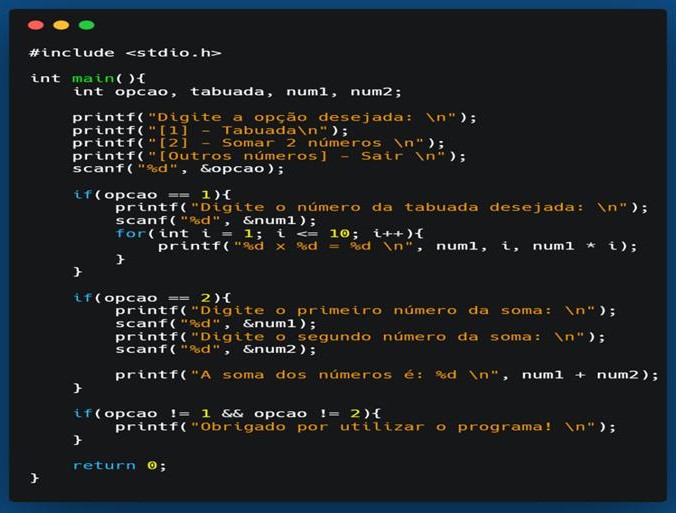 #include <stdio.h>
int main(){
int opcao, tabuada, num1, num2;
printf("Digite a opção desejada: \n");
printf("[1] - Tabuada\n");
printf("[2] - Somar 2 números \n");
printf("[Outros números] - Sair \n");
scanf("%d", &opcao);
if(opcao == 1){
printf("Digite o número da tabuada desejada: \n");
scanf("%d", &num1);
for(int i = 1; i <= 10; i++){
printf("%d x %d = %d \n", num1, i, num1 * i);
}
}
if(opcao == 2){
printf("Digite o primeiro número da soma: \n");
scanf("%d", &num1);
printf("Digite o segundo número da soma: \n");
scanf("%d", &num2);
printf("A soma dos números é: %d \n", num1 + num2);
}
if(opcao != 1 && opcao != 2){
printf("Obrigado por utilizar o programa! \n");
}
return 0;
}